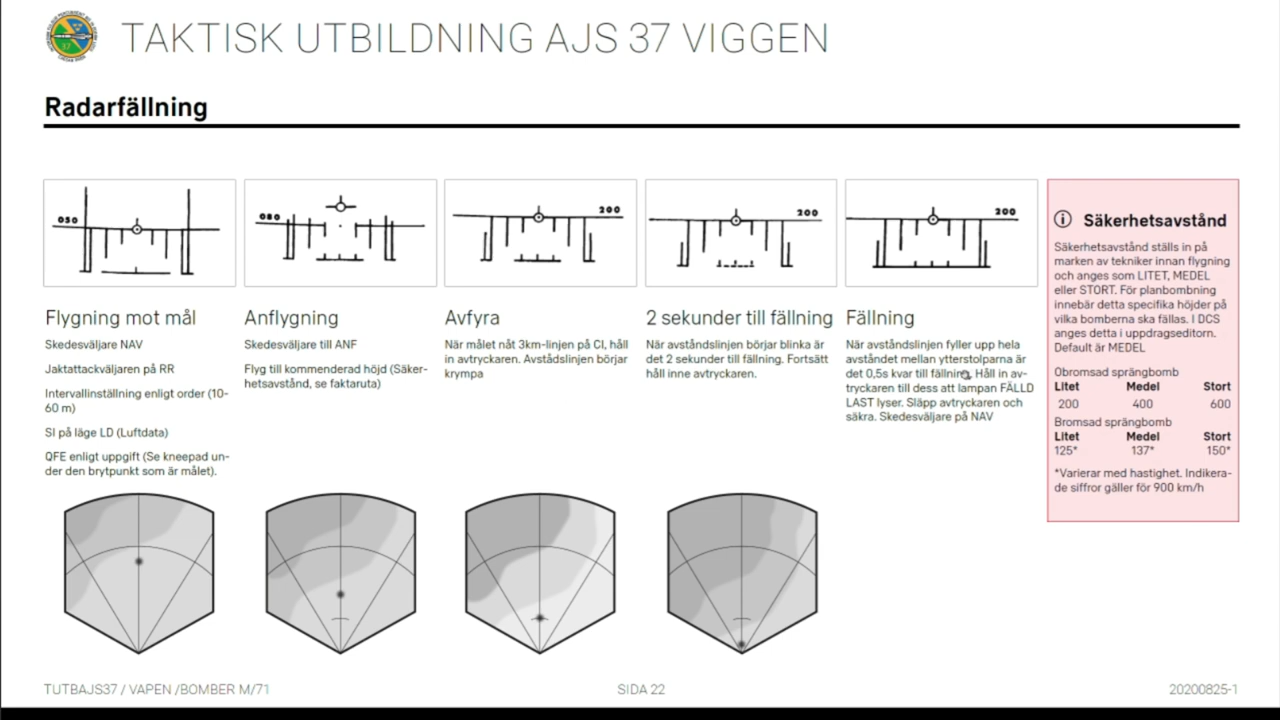 TAKTISK UTBILDNING AJS 37 VIGGEN
Radarfällning
050
080
200
200
200
Flygning mot mål
Skedesväljare NAV
Jaktattackväljaren på RR
Intervallinställning enligt order (10-
60 m)
SI på läge LD (Luftdata)
QFE enligt uppgift (Se kneepad un-
der den brytpunkt som är målet).
Anflygning
Skedesväljare till ANF
Flyg till kommenderad höjd (Säker-
hetsavstånd, se faktaruta)
Avfyra
När målet nåt 3km-linjen på CI, håll
in avtryckaren. Avstådslinjen börjar
krympa
2 sekunder till fällning
När avståndslinjen börjar blinka är
det 2 sekunder till fällning. Fortsätt
håll inne avtryckaren.
Fällning
När avståndslinjen fyller upp hela
avståndet mellan ytterstolparna är
det 0,5s kvar till fällning. Håll in av-
tryckaren till dess att lampan FÄLLD
LAST lyser. Släpp avtryckaren och
säkra. Skedesväljare på NAV
Säkerhetsavstånd
Säkerhetsavstånd ställs in på
marken av tekniker innan flygning
och anges som LITET, MEDEL
eller STORT. För planbombning
innebär detta specifika höjder på
vilka bomberna ska fällas. I DCS
anges detta i uppdragseditorn.
Default är MEDEL
Obromsad sprängbomb
Litet Medel Stort
200 400 600
Bromsad sprängbomb
Litet Medel Stort
125* 137* 150*
*Varierar med hastighet. Indikera-
de siffror gäller för 900 km/h
TUTBAJS37 / VAPEN /BOMBER M/71
SIDA 22
20200825-1